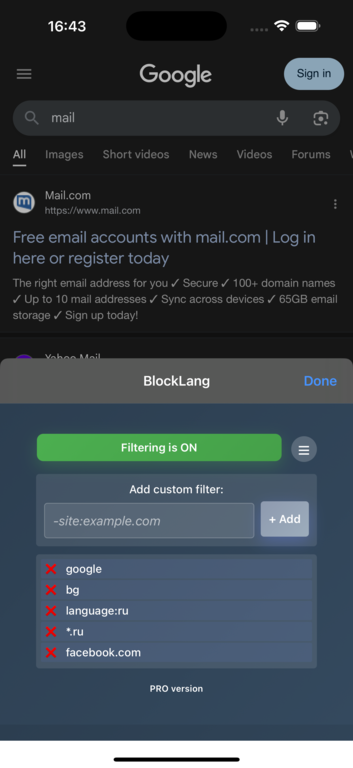 16:43
Google
Sign in
mail
All Images Short videos News Videos Forums
Mail.com
https://www.mail.com
Free email accounts with mail.com | Log in
here or register today
The right email address for you ✓ Secure ✓ 100+ domain names
✓ Up to 10 mail addresses ✓ Sync across devices ✓ 65GB email
storage ✓ Sign up today!
Yahoo Mail
BlockLang
Done
Filtering is ON
Add custom filter:
-site:example.com
+ Add
google
bg
language:ru
*.ru
facebook.com
PRO version